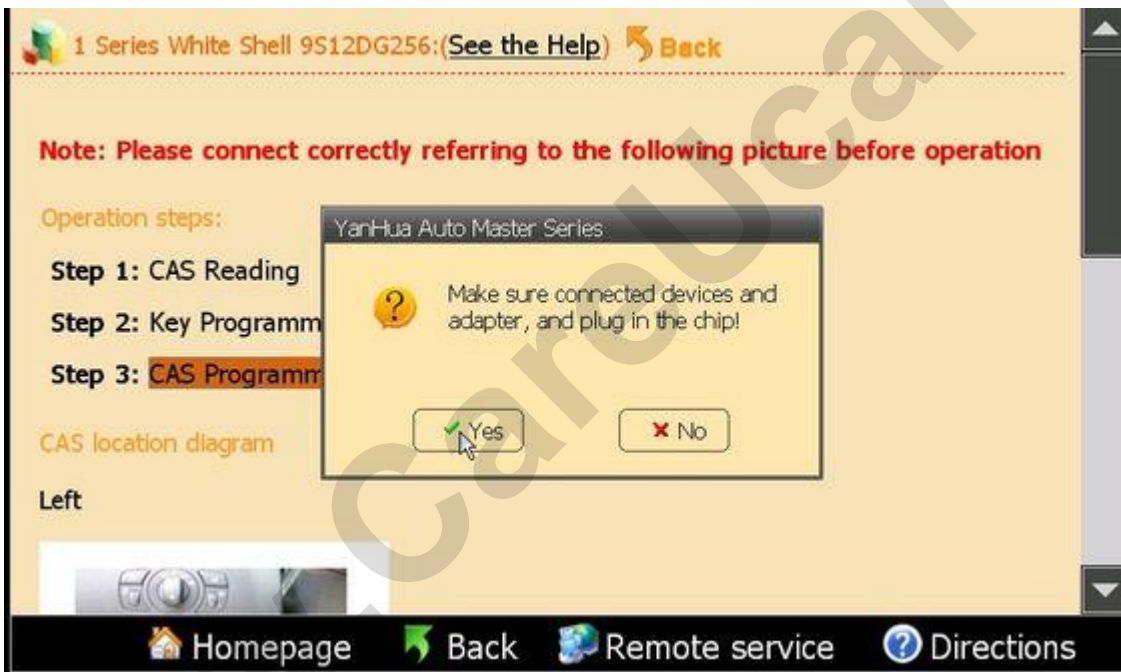 1 Series White Shell 9S12DG256:(See the Help) Back
Note: Please connect correctly referring to the following picture before operation
Operation steps:
Step 1: CAS Reading
Step 2: Key Programm
Step 3: CAS Programm
YanHua Auto Master Series
Make sure connected devices and
adapter, and plug in the chip!
Yes
No
CAS location diagram
Left
Homepage
Back
Remote service
Directions